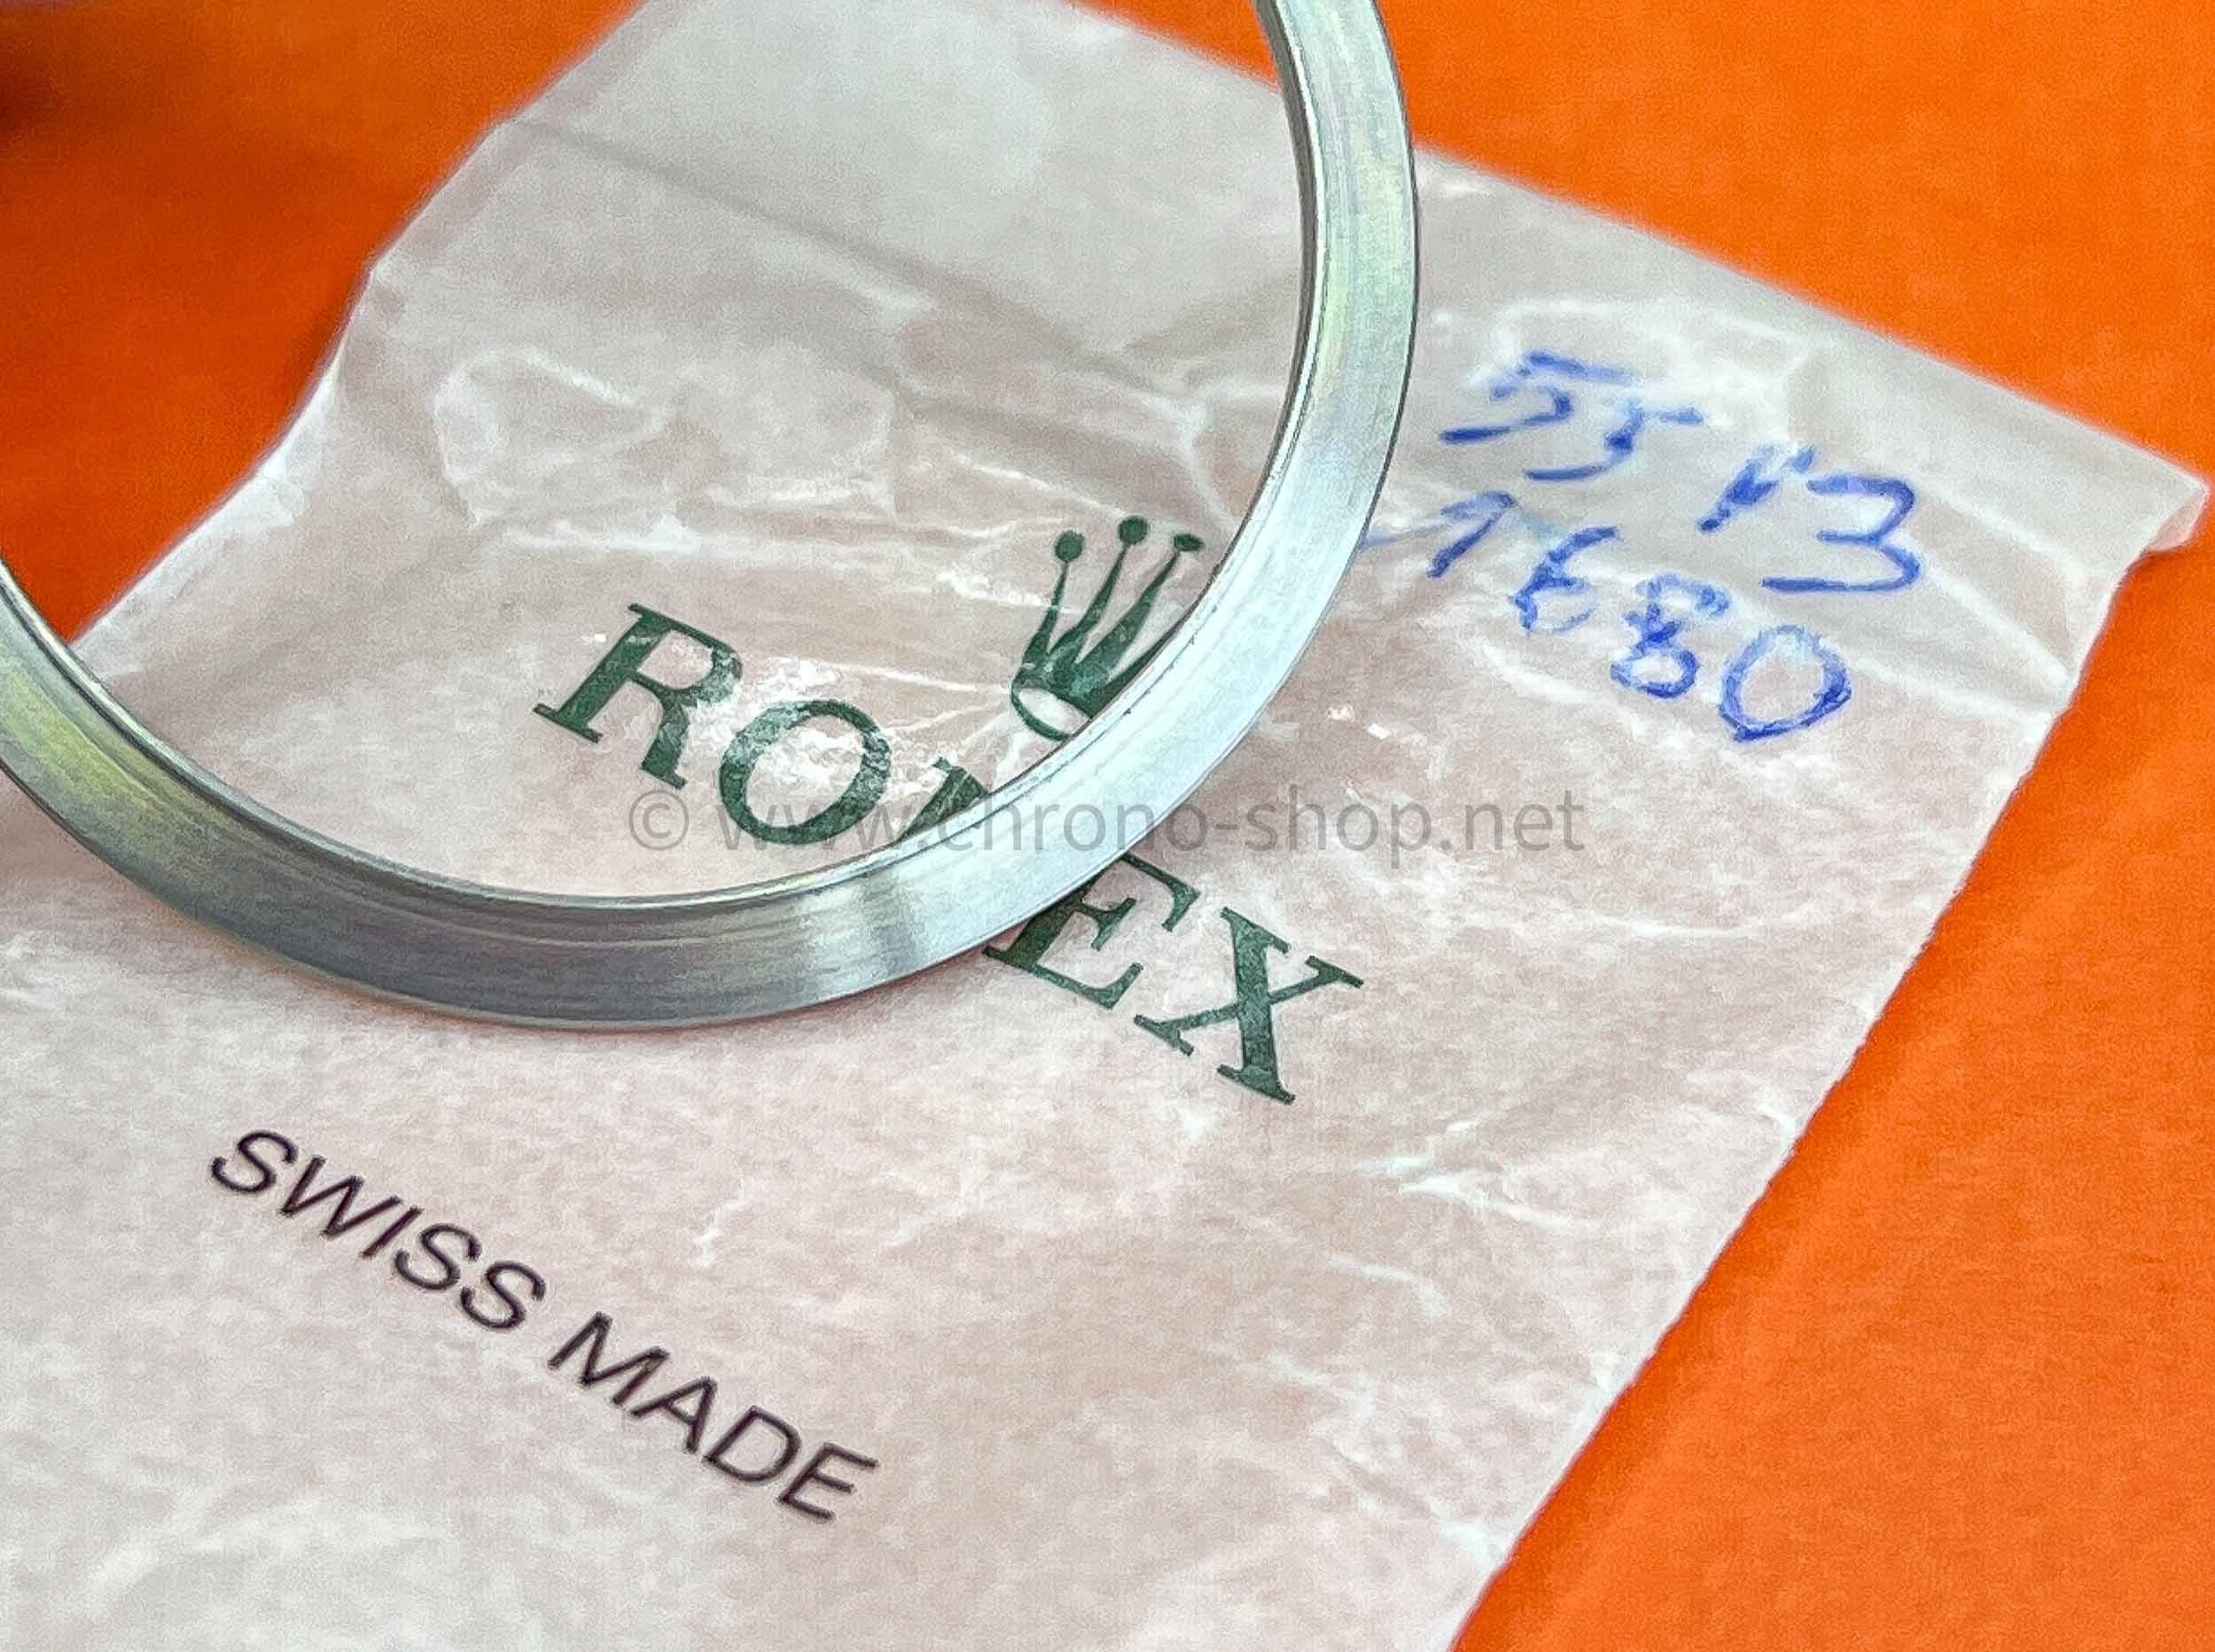 5513
1680
ROLEX
© www.chrono-shop.net
SWISS MADE